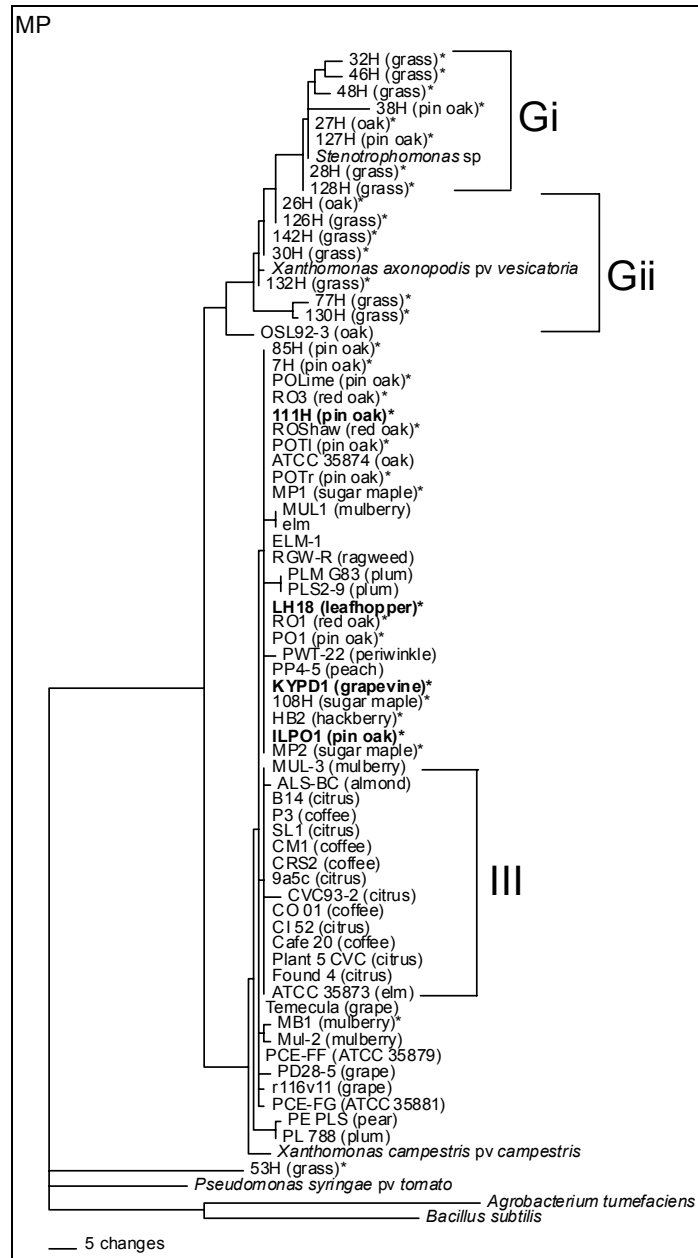 MP
32H (grass)*
46H (grass)*
48H (grass)*
38H (pin oak)*
Gi
27H (oak)*
127H (pin oak)*
Stenotrophomonas sp
28H (grass)*
128H (grass)*
26H (oak)*
126H (grass)*
142H (grass)*
30H (grass)*
Gii
Xanthomonas axonopodis pv vesicatoria
132H (grass)*
77H (grass)*
130H (grass)*
OSL92-3 (oak)
85H (pin oak)*
7H (pin oak)*
POLime (pin oak)*
RO3 (red oak)*
111H (pin oak)*
ROShaw (red oak)*
POTl (pin oak)*
ATCC 35874 (oak)
POTr (pin oak)*
MP1 (sugar maple)*
MUL1 (mulberry)
elm
ELM-1
RGW-R (ragweed)
PLM G83 (plum)
PLS2-9 (plum)
LH18 (leafhopper)*
RO1 (red oak)*
PO1 (pin oak)*
PWT-22 (periwinkle)
PP4-5 (peach)
KYPD1 (grapevine)*
108H (sugar maple)*
HB2 (hackberry)*
ILPO1 (pin oak)*
MP2 (sugar maple)*
MUL-3 (mulberry)
ALS-BC (almond)
B14 (citrus)
P3 (coffee)
SL1 (citrus)
CM1 (coffee)
CRS2 (coffee)
9a5c (citrus)
III
CVC93-2 (citrus)
CO 01 (coffee)
CI 52 (citrus)
Cafe 20 (coffee)
Plant 5 CVC (citrus)
Found 4 (citrus)
ATCC 35873 (elm)
Temecula (grape)
MB1 (mulberry)*
Mul-2 (mulberry)
PCE-FF (ATCC 35879)
PD28-5 (grape)
r116v11 (grape)
PCE-FG (ATCC 35881)
PE PLS (pear)
PL 788 (plum)
Xanthomonas campestris pv campestris
53H (grass)*
Pseudomonas syringae pv tomato
Agrobacterium tumefaciens
Bacillus subtilis
5 changes